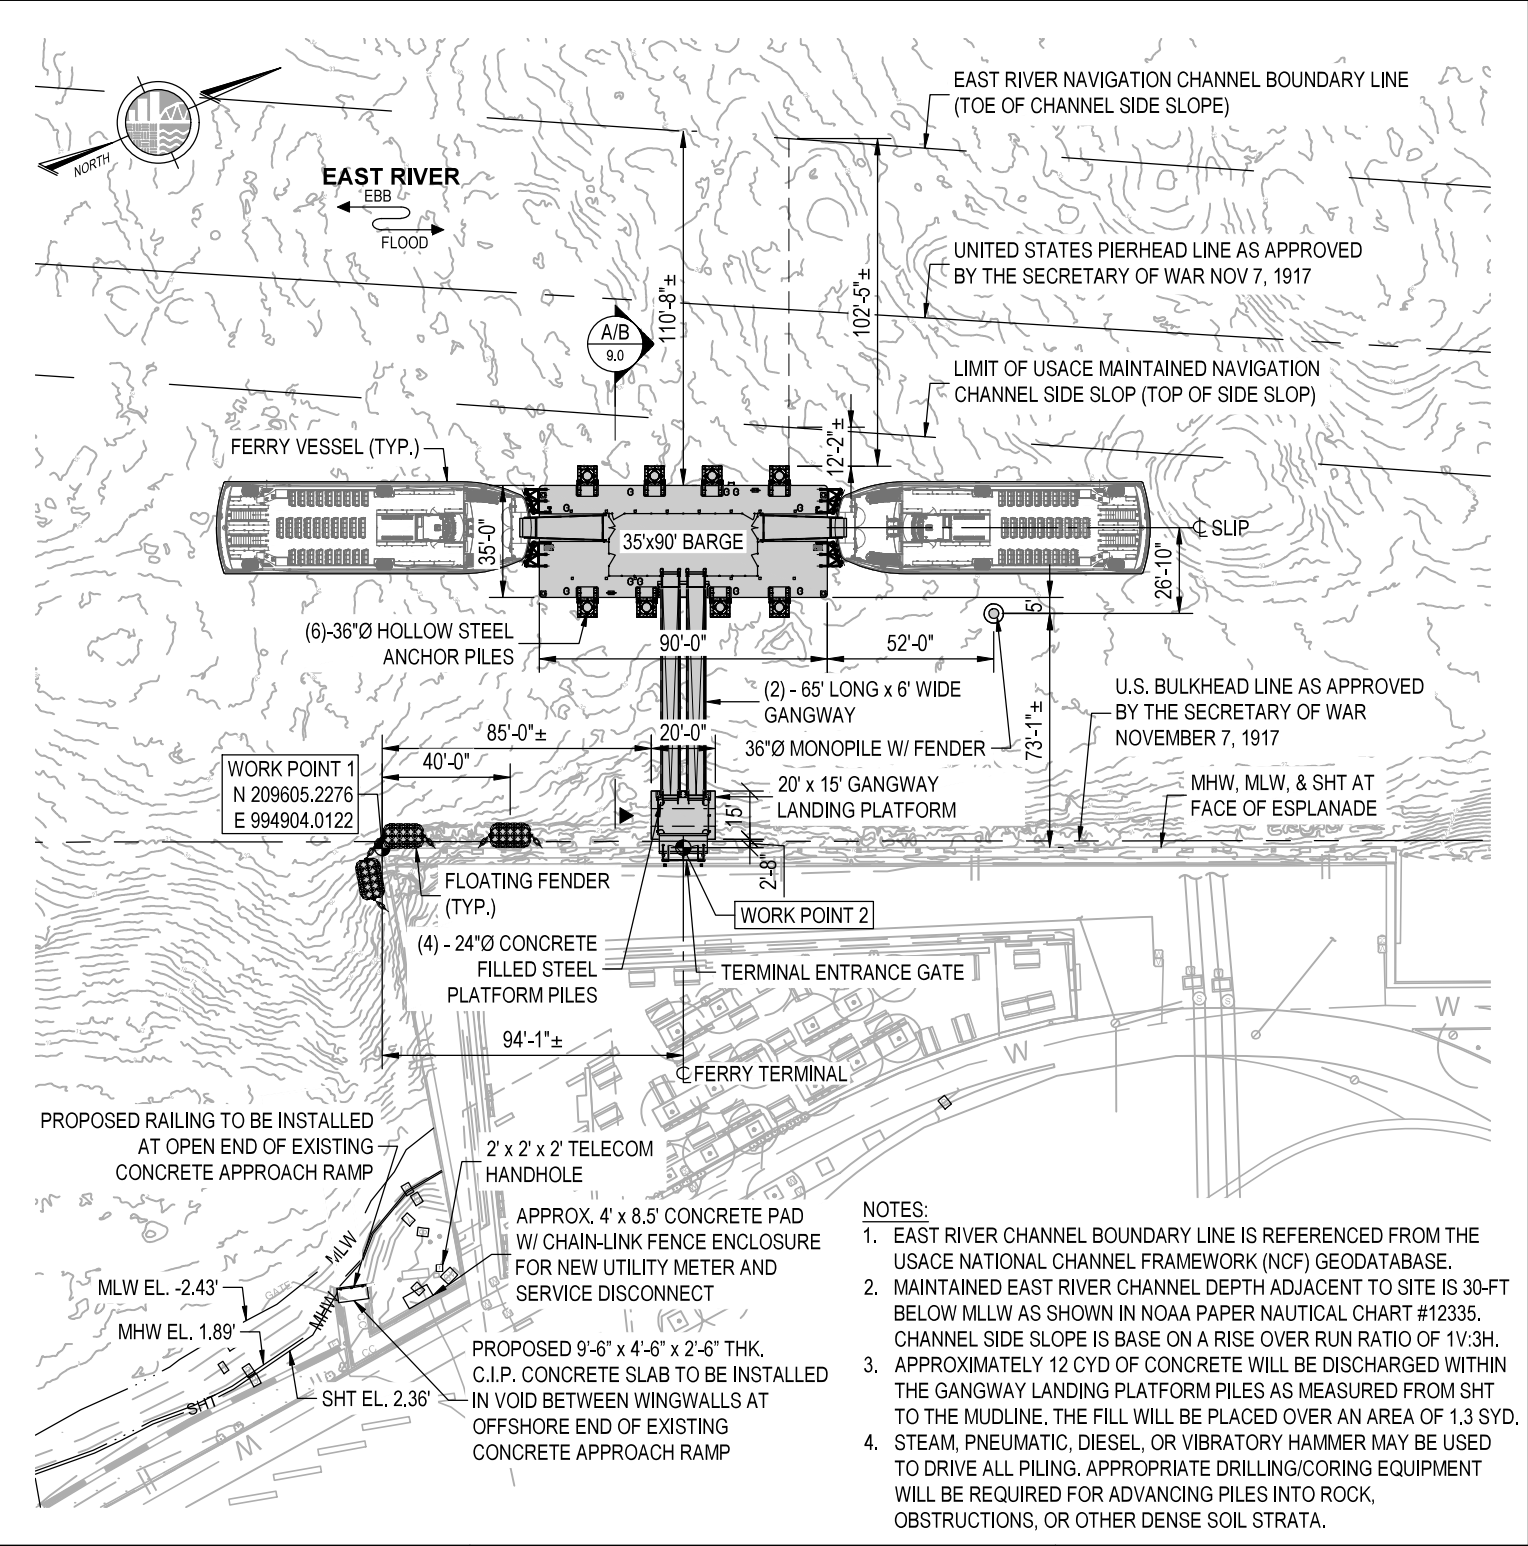 EAST RIVER NAVIGATION CHANNEL BOUNDARY LINE
(TOE OF CHANNEL SIDE SLOPE)
NORTH
EAST RIVER
EBB
FLOOD
110'-8"±
102'-5"±
UNITED STATES PIERHEAD LINE AS APPROVED
BY THE SECRETARY OF WAR NOV 7, 1917
A/B
9.0
LIMIT OF USACE MAINTAINED NAVIGATION
CHANNEL SIDE SLOP (TOP OF SIDE SLOP)
12'-2"±
FERRY VESSEL (TYP.)
35'-0"
35'x90' BARGE
℄ SLIP
26'-10"
5'
(6)-36"Ø HOLLOW STEEL
ANCHOR PILES
90'-0"
52'-0"
(2) - 65' LONG x 6' WIDE
GANGWAY
73'-1"±
U.S. BULKHEAD LINE AS APPROVED
BY THE SECRETARY OF WAR
NOVEMBER 7, 1917
85'-0"±
20'-0"
36"Ø MONOPILE W/ FENDER
40'-0"
WORK POINT 1
N 209605.2276
E 994904.0122
20' x 15' GANGWAY
LANDING PLATFORM
15'
MHW, MLW, & SHT AT
FACE OF ESPLANADE
2'-8"
FLOATING FENDER
(TYP.)
WORK POINT 2
(4) - 24"Ø CONCRETE
FILLED STEEL
PLATFORM PILES
TERMINAL ENTRANCE GATE
94'-1"±
℄ FERRY TERMINAL
W
W
S
S
PROPOSED RAILING TO BE INSTALLED
AT OPEN END OF EXISTING
CONCRETE APPROACH RAMP
2' x 2' x 2' TELECOM
HANDHOLE
APPROX. 4' x 8.5' CONCRETE PAD
W/ CHAIN-LINK FENCE ENCLOSURE
FOR NEW UTILITY METER AND
SERVICE DISCONNECT
MLW
GATE
MHW
MLW EL. -2.43'
MHW EL. 1.89'
SHT
SHT EL. 2.36'
W
PROPOSED 9'-6" x 4'-6" x 2'-6" THK.
C.I.P. CONCRETE SLAB TO BE INSTALLED
IN VOID BETWEEN WINGWALLS AT
OFFSHORE END OF EXISTING
CONCRETE APPROACH RAMP
NOTES:
1. EAST RIVER CHANNEL BOUNDARY LINE IS REFERENCED FROM THE
USACE NATIONAL CHANNEL FRAMEWORK (NCF) GEODATABASE.
2. MAINTAINED EAST RIVER CHANNEL DEPTH ADJACENT TO SITE IS 30-FT
BELOW MLLW AS SHOWN IN NOAA PAPER NAUTICAL CHART #12335.
CHANNEL SIDE SLOPE IS BASE ON A RISE OVER RUN RATIO OF 1V:3H.
3. APPROXIMATELY 12 CYD OF CONCRETE WILL BE DISCHARGED WITHIN
THE GANGWAY LANDING PLATFORM PILES AS MEASURED FROM SHT
TO THE MUDLINE. THE FILL WILL BE PLACED OVER AN AREA OF 1.3 SYD.
4. STEAM, PNEUMATIC, DIESEL, OR VIBRATORY HAMMER MAY BE USED
TO DRIVE ALL PILING. APPROPRIATE DRILLING/CORING EQUIPMENT
WILL BE REQUIRED FOR ADVANCING PILES INTO ROCK,
OBSTRUCTIONS, OR OTHER DENSE SOIL STRATA.